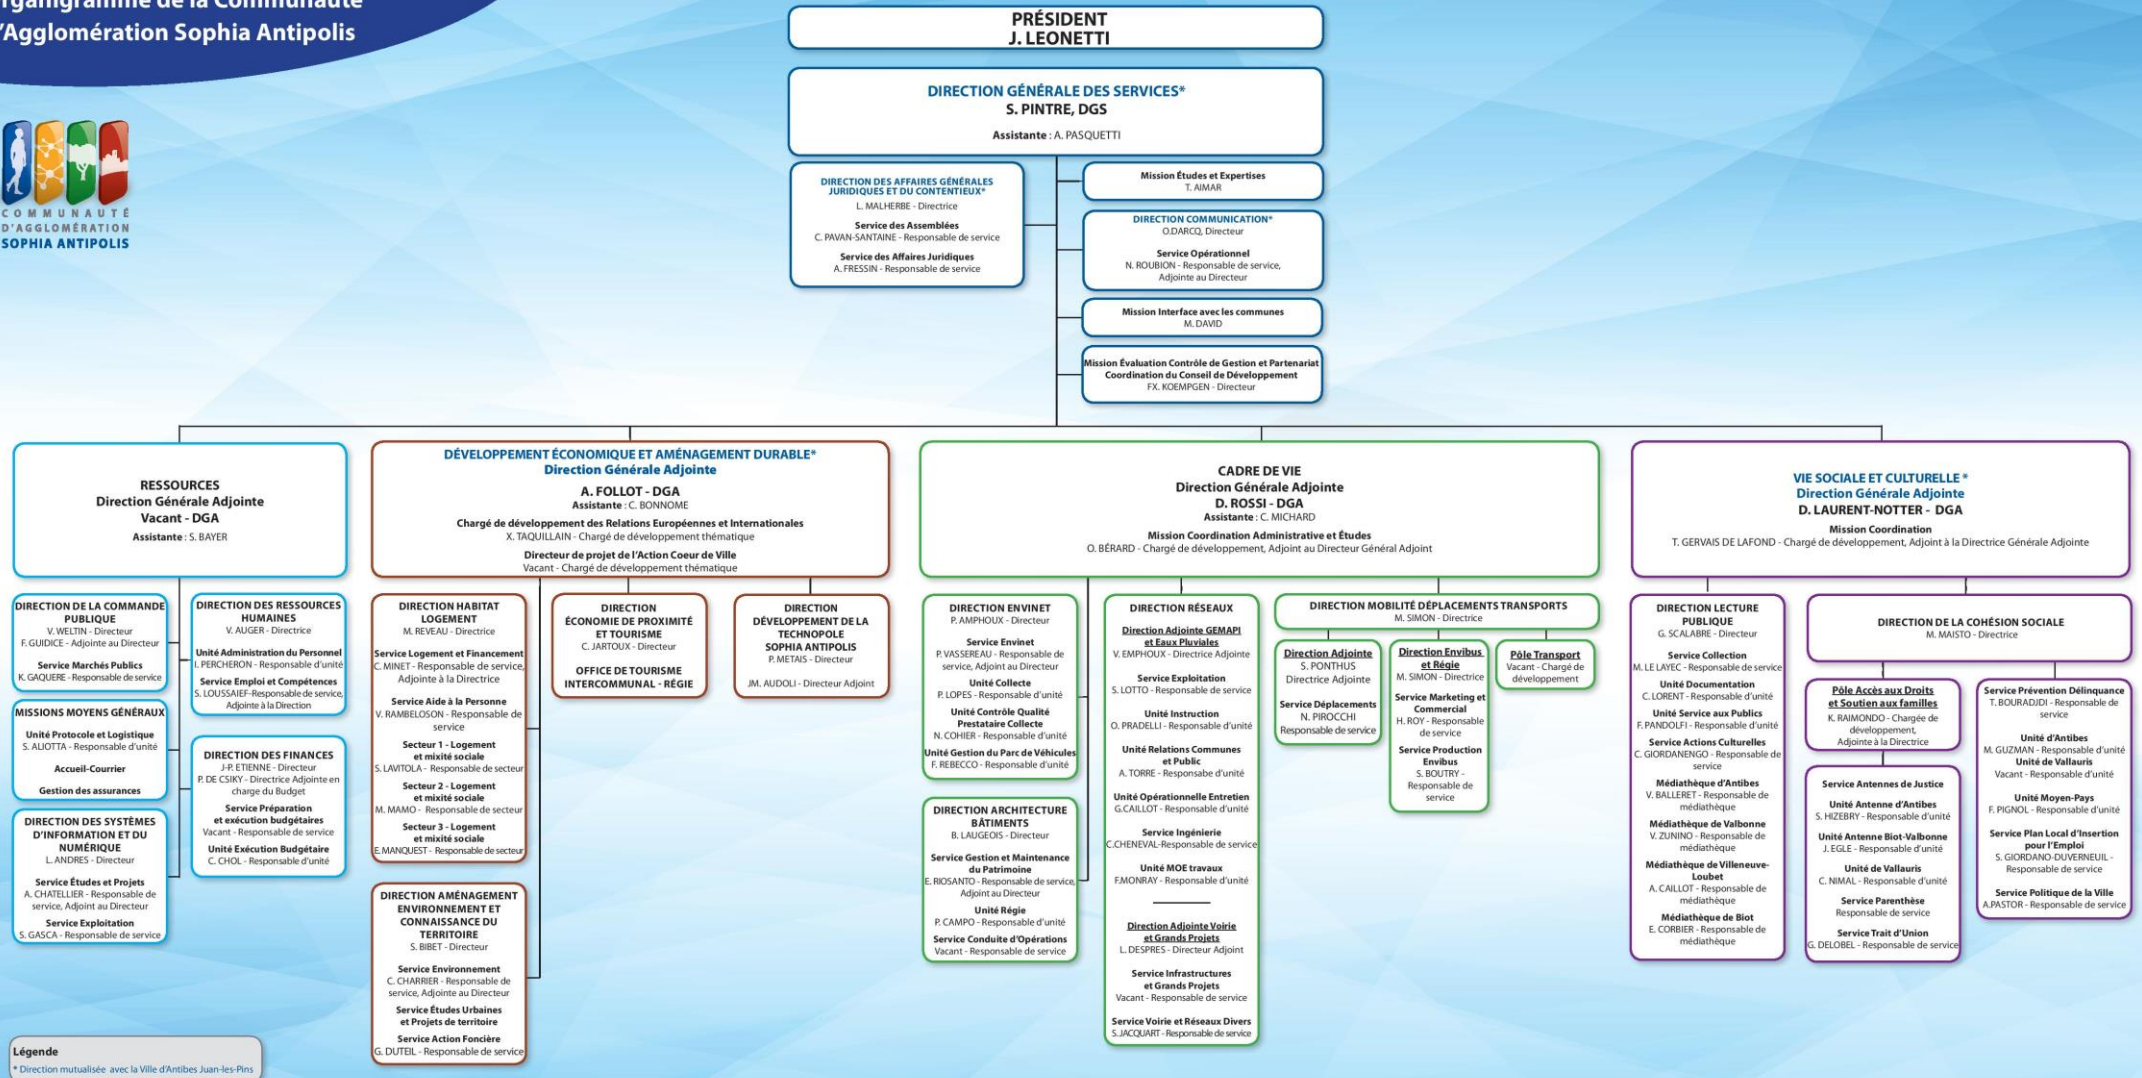 rganigramme de la Communauté
'Agglomération Sophia Antipolis
COMMUNAUTÉ
D'AGGLOMÉRATION
SOPHIA ANTIPOLIS
PRÉSIDENT
J. LEONETTI
DIRECTION GÉNÉRALE DES SERVICES*
S. PINTRE, DGS
Assistante : A. PASQUETTI
DIRECTION DES AFFAIRES GÉNÉRALES
JURIDIQUES ET DU CONTENTIEUX*
L. MALHERBE - Directrice
Service des Assemblées
C. PAVAN-SANTAINE - Responsable de service
Service des Affaires Juridiques
A. FRESSIN - Responsable de service
Mission Études et Expertises
T. AIMAR
DIRECTION COMMUNICATION*
O.DARCQ, Directeur
Service Opérationnel
N. ROUBION - Responsable de service,
Adjointe au Directeur
Mission Interface avec les communes
M. DAVID
Mission Évaluation Contrôle de Gestion et Partenariat
Coordination du Conseil de Développement
FX. KOEMPGEN - Directeur
RESSOURCES
Direction Générale Adjointe
Vacant - DGA
Assistante : S. BAYER
DIRECTION DE LA COMMANDE
PUBLIQUE
V. WELTIN - Directeur
F. GUIDICE - Adjointe au Directeur
Service Marchés Publics
K. GAQUERE - Responsable de service
MISSIONS MOYENS GÉNÉRAUX
Unité Protocole et Logistique
S. ALIOTTA - Responsable d'unité
Accueil-Courrier
Gestion des assurances
DIRECTION DES SYSTÈMES
D'INFORMATION ET DU
NUMÉRIQUE
L. ANDRES - Directeur
Service Études et Projets
A. CHATELLIER - Responsable de
service, Adjoint au Directeur
Service Exploitation
S. GASCA - Responsable de service
DIRECTION DES RESSOURCES
HUMAINES
V. AUGER - Directrice
Unité Administration du Personnel
I. PERCHERON - Responsable d'unité
Service Emploi et Compétences
S. LOUSSAIEF-Responsable de service,
Adjointe à la Direction
DIRECTION DES FINANCES
J-P. ETIENNE - Directeur
P. DE CSIKY - Directrice Adjointe en
charge du Budget
Service Préparation
et exécution budgétaires
Vacant - Responsable de service
Unité Exécution Budgétaire
C. CHOL - Responsable d'unité
DÉVELOPPEMENT ÉCONOMIQUE ET AMÉNAGEMENT DURABLE*
Direction Générale Adjointe
A. FOLLOT - DGA
Assistante : C. BONNOME
Chargé de développement des Relations Européennes et Internationales
X. TAQUILLAIN - Chargé de développement thématique
Directeur de projet de l'Action Coeur de Ville
Vacant - Chargé de développement thématique
DIRECTION HABITAT
LOGEMENT
M. REVEAU - Directrice
Service Logement et Financement
C. MINET - Responsable de service,
Adjointe à la Directrice
Service Aide à la Personne
V. RAMBELOSON - Responsable de
service
Secteur 1 - Logement
et mixité sociale
S. LAVITOLA - Responsable de secteur
Secteur 2 - Logement
et mixité sociale
M. MAMO - Responsable de secteur
Secteur 3 - Logement
et mixité sociale
E. MANQUEST - Responsable de secteur
DIRECTION AMÉNAGEMENT
ENVIRONNEMENT ET
CONNAISSANCE DU
TERRITOIRE
S. BIBET - Directeur
Service Environnement
C. CHARRIER - Responsable de
service, Adjointe au Directeur
Service Études Urbaines
et Projets de territoire
Service Action Foncière
G. DUTEIL - Responsable de service
DIRECTION
ÉCONOMIE DE PROXIMITÉ
ET TOURISME
C. JARTOUX - Directeur
OFFICE DE TOURISME
INTERCOMMUNAL - RÉGIE
DIRECTION
DÉVELOPPEMENT DE LA
TECHNOPOLE
SOPHIA ANTIPOLIS
P. METAIS - Directeur
JM. AUDOLI - Directeur Adjoint
CADRE DE VIE
Direction Générale Adjointe
D. ROSSI - DGA
Assistante : C. MICHARD
Mission Coordination Administrative et Études
O. BÉRARD - Chargé de développement, Adjoint au Directeur Général Adjoint
DIRECTION ENVINET
P. AMPHOUX - Directeur
Service Envinet
P. VASSEREAU - Responsable de
service, Adjoint au Directeur
Unité Collecte
P. LOPES - Responsable d'unité
Unité Contrôle Qualité
Prestataire Collecte
N. COHIER - Responsable d'unité
Unité Gestion du Parc de Véhicules
F. REBECCO - Responsable d'unité
DIRECTION ARCHITECTURE
BÂTIMENTS
B. LAUGEOIS - Directeur
Service Gestion et Maintenance
du Patrimoine
E. RIOSANTO - Responsable de service,
Adjoint au Directeur
Unité Régie
P. CAMPO - Responsable d'unité
Service Conduite d'Opérations
Vacant - Responsable de service
DIRECTION RÉSEAUX
Direction Adjointe GEMAPI
et Eaux Pluviales
V. EMPHOUX - Directrice Adjointe
Service Exploitation
S. LOTTO - Responsable de service
Unité Instruction
O. PRADELLI - Responsable d'unité
Unité Relations Communes
et Public
A. TORRE - Responsabe d'unité
Unité Opérationnelle Entretien
G.CAILLOT - Responsable d'unité
Service Ingénierie
C.CHENEVAL-Responsable de service
Unité MOE travaux
F.MONRAY - Responsable d'unité
Direction Adjointe Voirie
et Grands Projets
L. DESPRES - Directeur Adjoint
Service Infrastructures
et Grands Projets
Vacant - Responsable de service
Service Voirie et Réseaux Divers
S. JACQUART - Responsable de service
DIRECTION MOBILITÉ DÉPLACEMENTS TRANSPORTS
M. SIMON - Directrice
Direction Adjointe
S. PONTHUS
Directrice Adjointe
Service Déplacements
N. PIROCCHI
Responsable de service
Direction Envibus
et Régie
M. SIMON - Directrice
Service Marketing et
Commercial
H. ROY - Responsable
de service
Service Production
Envibus
S. BOUTRY -
Responsable de
service
Pôle Transport
Vacant - Chargé de
développement
VIE SOCIALE ET CULTURELLE *
Direction Générale Adjointe
D. LAURENT-NOTTER - DGA
Mission Coordination
T. GERVAIS DE LAFOND - Chargé de développement, Adjoint à la Directrice Générale Adjointe
DIRECTION LECTURE
PUBLIQUE
G. SCALABRE - Directeur
Service Collection
M. LE LAYEC - Responsable de service
Unité Documentation
C. LORENT - Responsable d'unité
Unité Service aux Publics
F. PANDOLFI - Responsable d'unité
Service Actions Culturelles
C. GIORDANENGO - Responsable de
service
Médiathèque d'Antibes
V. BALLERET - Responsable de
médiathèque
Médiathèque de Valbonne
V. ZUNINO - Responsable de
médiathèque
Médiathèque de Villeneuve-
Loubet
A. CAILLOT - Responsable de
médiathèque
Médiathèque de Biot
E. CORBIER - Responsable de
médiathèque
DIRECTION DE LA COHÉSION SOCIALE
M. MAISTO - Directrice
Pôle Accès aux Droits
et Soutien aux familles
K. RAIMONDO - Chargée de
développement,
Adjointe à la Directrice
Service Antennes de Justice
Unité Antenne d'Antibes
S. HIZEBRY - Responsable d'unité
Unité Antenne Biot-Valbonne
J. EGLE - Responsable d'unité
Unité de Vallauris
C. NIMAL - Responsable d'unité
Service Parenthèse
Responsable de service
Service Trait d'Union
G. DELOBEL - Responsable de service
Service Prévention Délinquance
T. BOURADJDI - Responsable de
service
Unité d'Antibes
M. GUZMAN - Responsable d'unité
Unité de Vallauris
Vacant - Responsable d'unité
Unité Moyen-Pays
F. PIGNOL - Responsable d'unité
Service Plan Local d'Insertion
pour l'Emploi
S. GIORDANO-DUVERNEUIL -
Responsable de service
Service Politique de la Ville
A.PASTOR - Responsable de service
Légende
* Direction mutualisée avec la Ville d'Antibes Juan-les-Pins